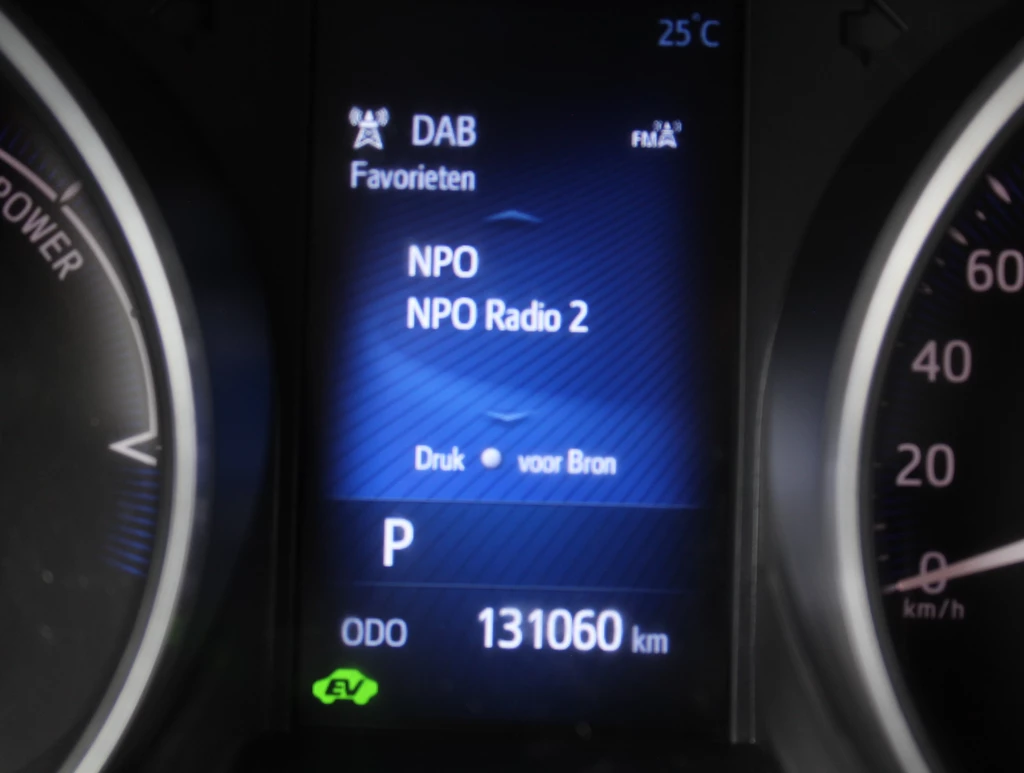 25°C
DAB
FM
Favorieten
POWER
NPO
NPO Radio 2
Druk voor Bron
P
ODO 131060 km
EV
60
40
20
0
km/h